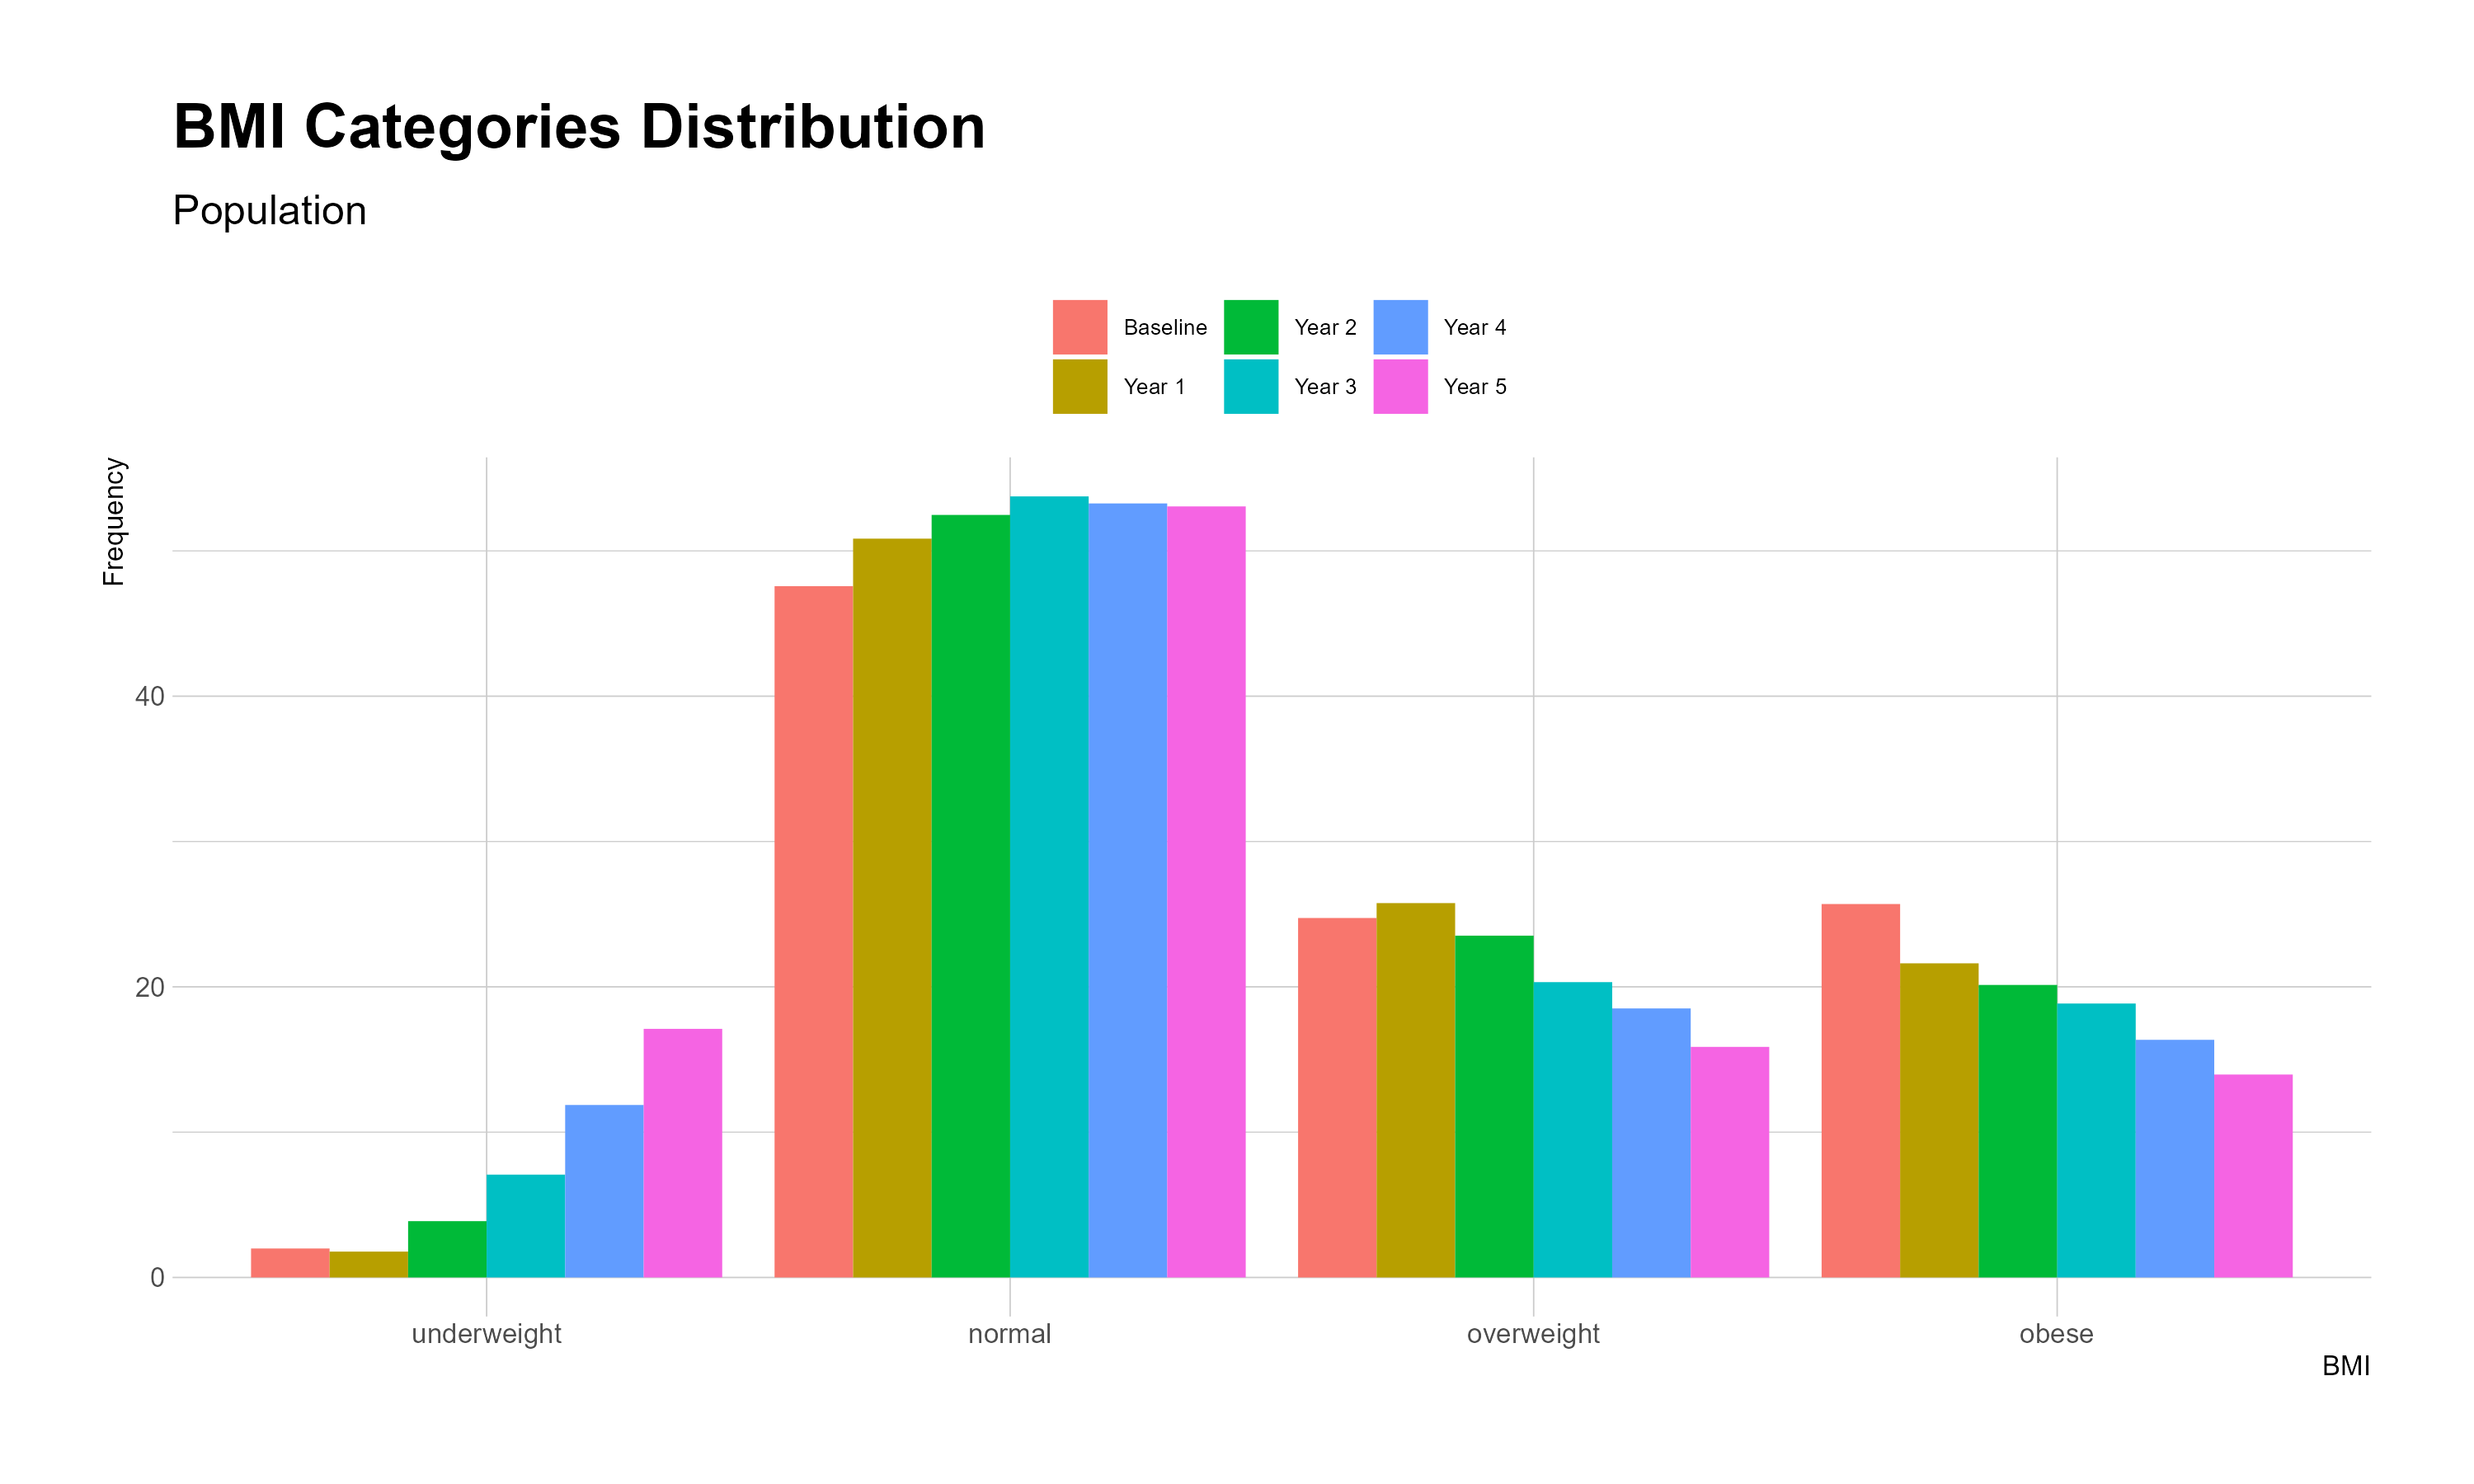 BMI Categories Distribution
Population
Baseline
Year 2
Year 4
Year 1
Year 3
Year 5
Frequency
40
20
0
underweight
normal
overweight
obese
BMI